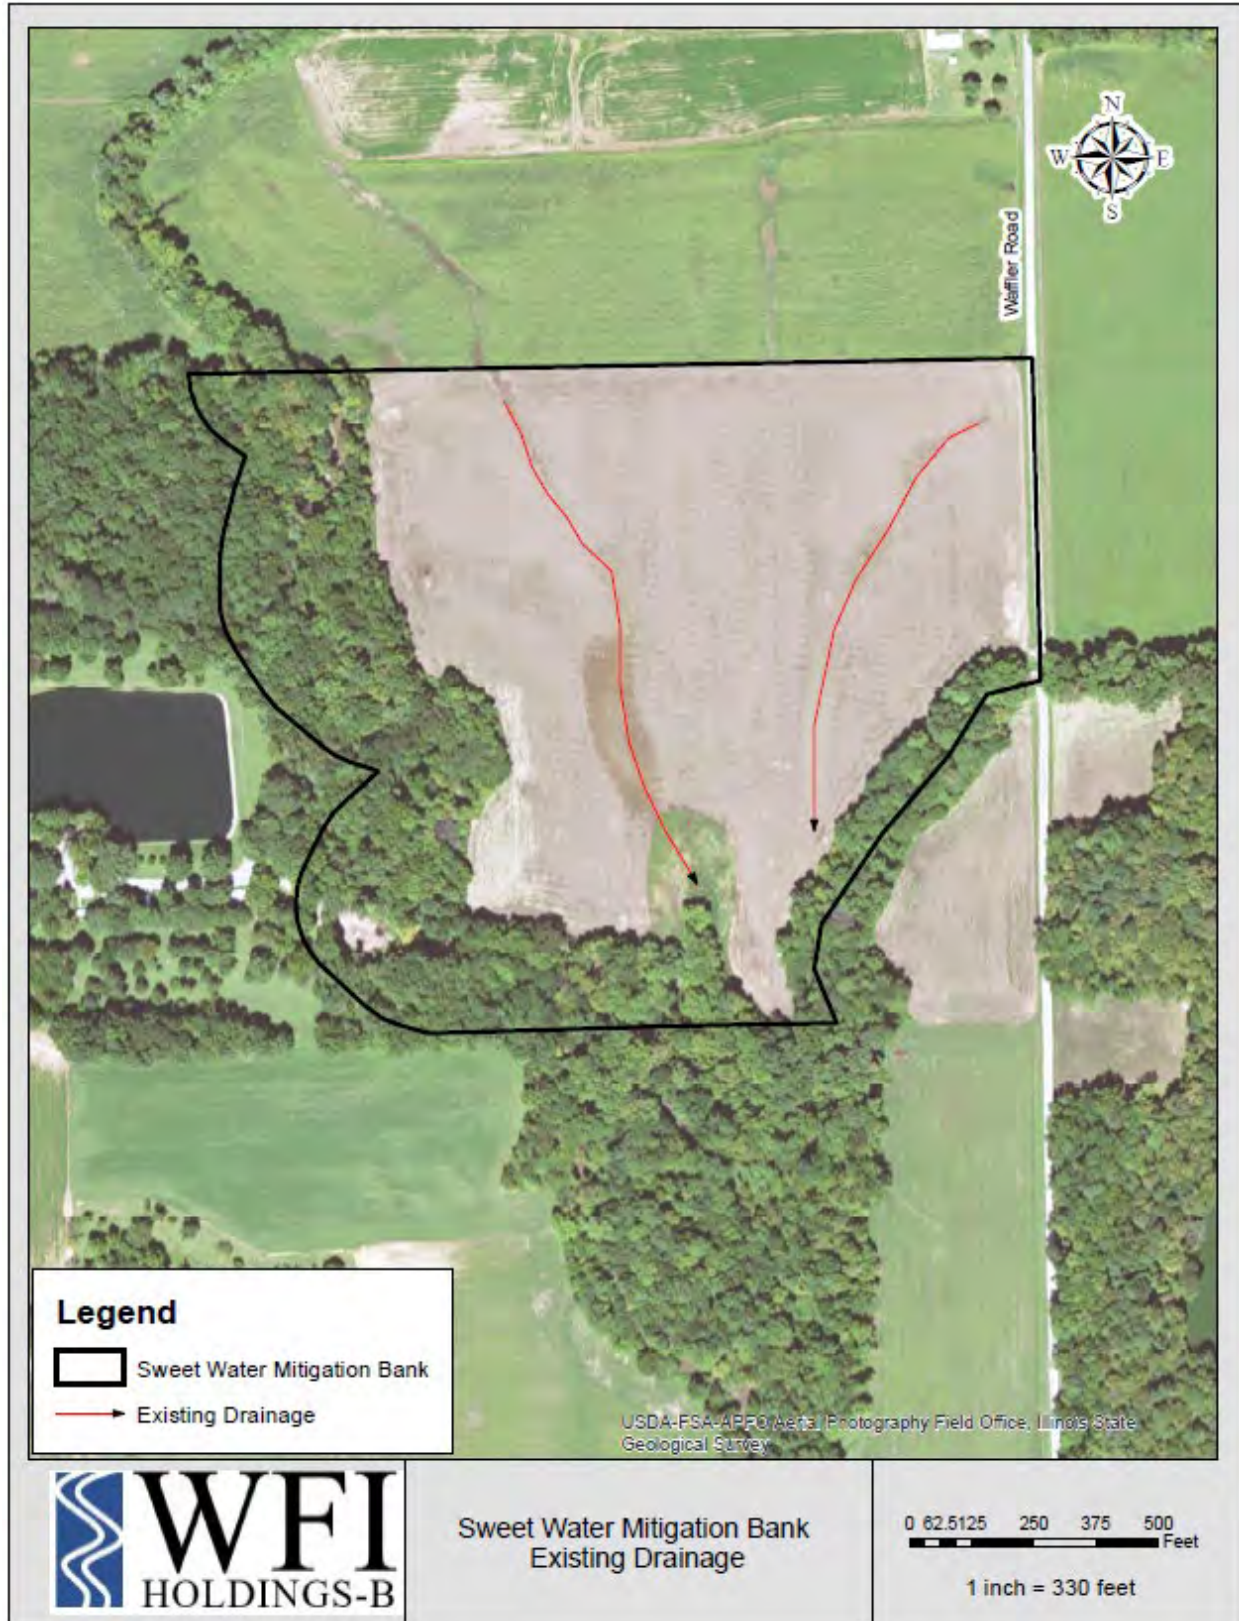 N
W E
S
Waffler Road
Legend
Sweet Water Mitigation Bank
Existing Drainage
USDA-FSA-APFO Aerial Photography Field Office, Illinois State
Geological Survey
WFI
HOLDINGS-B
Sweet Water Mitigation Bank
Existing Drainage
0 62.5125 250 375 500
Feet
1 inch = 330 feet